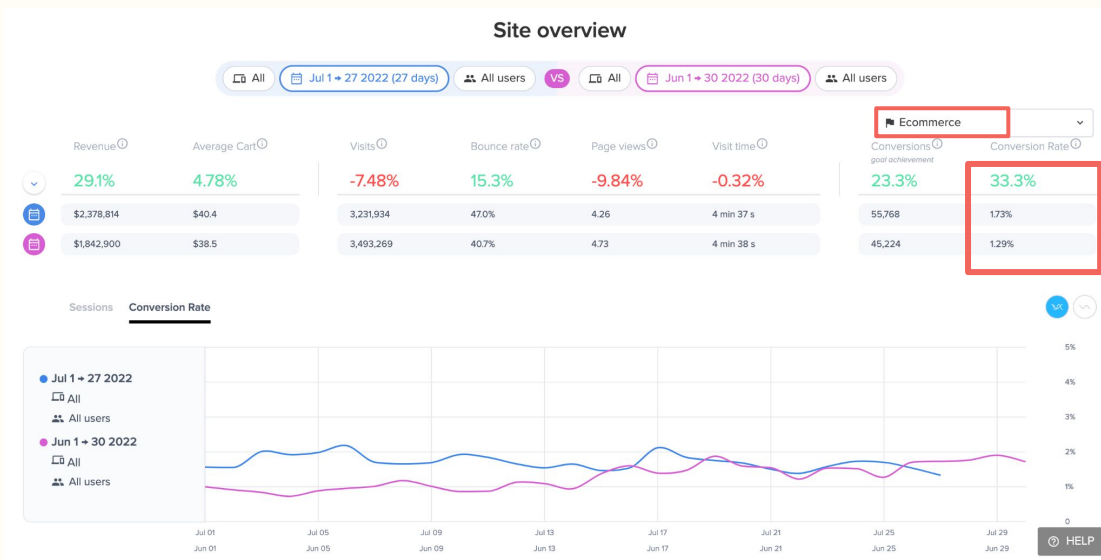 Site overview
All Jul 1 → 27 2022 (27 days) All users VS All Jun 1 → 30 2022 (30 days) All users
Ecommerce
Revenue Average Cart Visits Bounce rate Page views Visit time Conversions Conversion Rate
goal achievement
29.1% 4.78% -7.48% 15.3% -9.84% -0.32% 23.3% 33.3%
$2,378,814 $40.4 3,231,934 47.0% 4.26 4 min 37 s 55,768 1.73%
$1,842,900 $38.5 3,493,269 40.7% 4.73 4 min 38 s 45,224 1.29%
Sessions Conversion Rate
5%
Jul 1 → 27 2022
4%
All
All users
3%
Jun 1 → 30 2022
2%
All
All users
1%
0
Jul 01 Jul 05 Jul 09 Jul 13 Jul 17 Jul 21 Jul 25 Jul 29
Jun 01 Jun 05 Jun 09 Jun 13 Jun 17 Jun 21 Jun 25 Jun 29
HELP